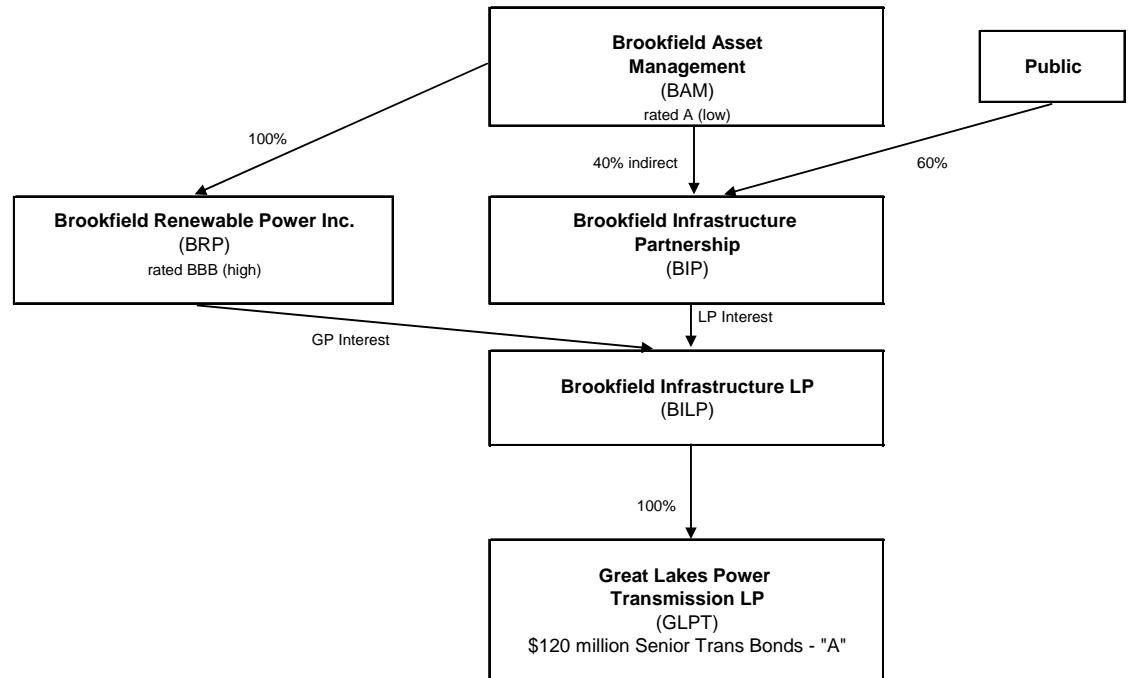 Brookfield Asset
Management
(BAM)
rated A (low)
Public
100%
40% indirect
60%
Brookfield Renewable Power Inc.
(BRP)
rated BBB (high)
Brookfield Infrastructure
Partnership
(BIP)
GP Interest
LP Interest
Brookfield Infrastructure LP
(BILP)
100%
Great Lakes Power
Transmission LP
(GLPT)
$120 million Senior Trans Bonds - "A"